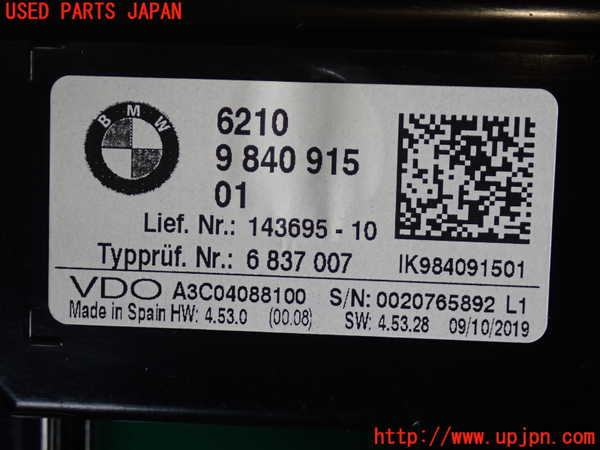 USED PARTS JAPAN
BMW
6210
9 840 915
01
Lief. Nr.: 143695 - 10
Typprüf. Nr.: 6 837 007
IK984091501
VDO A3C04088100 S/N: 0020765892 L1
Made in Spain HW: 4.53.0 (00.08) SW: 4.53.28 09/10/2019
http://www.upjpn.com/